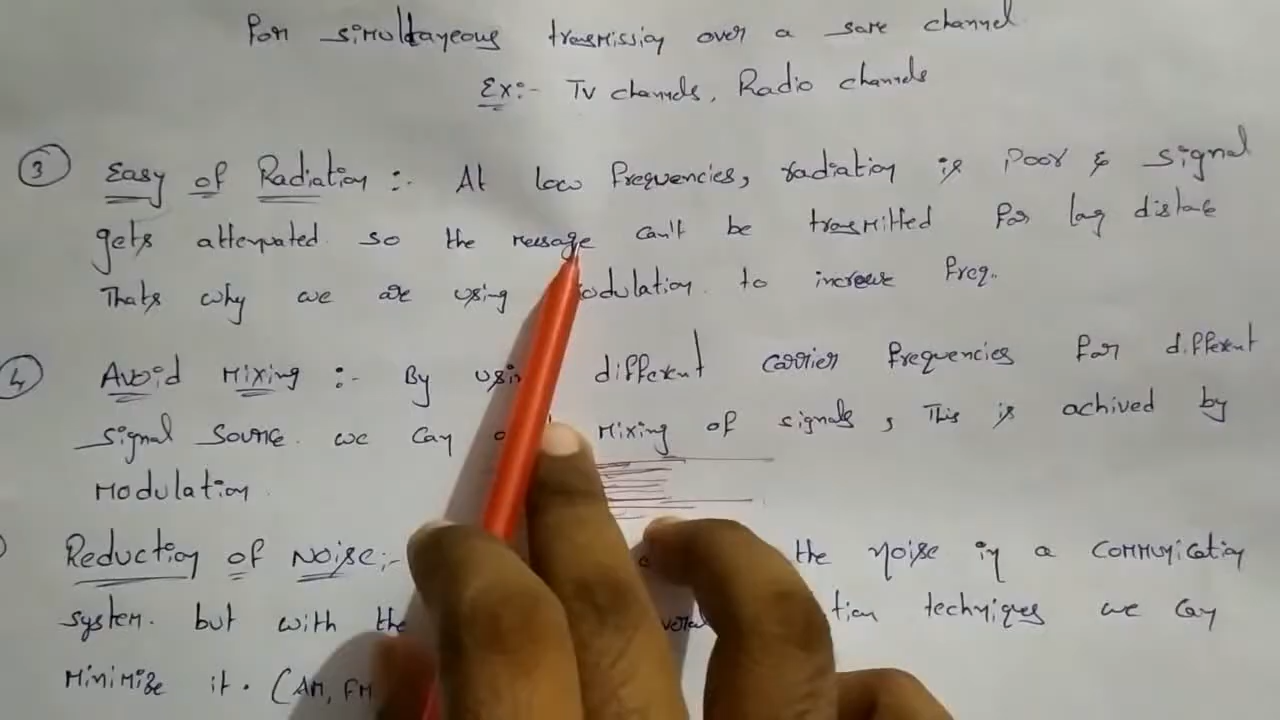 For simultaneous transmission over a same channel
Ex:- TV channels, Radio channels
③ Easy of Radiation :- At low frequencies, radiation is poor & signal
gets attenuated. so the message can't be transmitted for long distance
Thats why we are using modulation. to increase freq.
④ Avoid Mixing :- By using different carrier frequencies for different
signal source. we can mixing of signals, This is achived by
Modulation.
Reduction of Noise:- the noise in a communication
system. but with the tion techniqes we can
Minimise it. (AM, FM